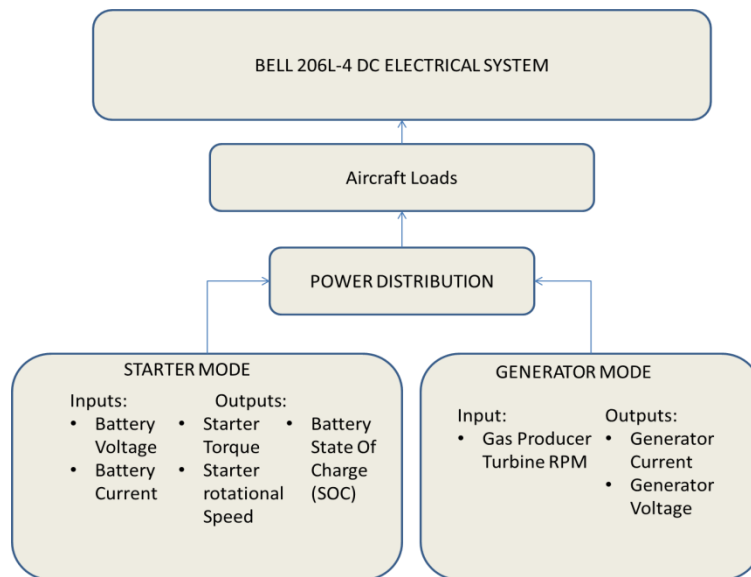 BELL 206L-4 DC ELECTRICAL SYSTEM
Aircraft Loads
POWER DISTRIBUTION
STARTER MODE
Inputs:
• Battery
Voltage
• Battery
Current
Outputs:
• Starter
Torque
• Starter
rotational
Speed
• Battery
State Of
Charge
(SOC)
GENERATOR MODE
Input:
• Gas Producer
Turbine RPM
Outputs:
• Generator
Current
• Generator
Voltage